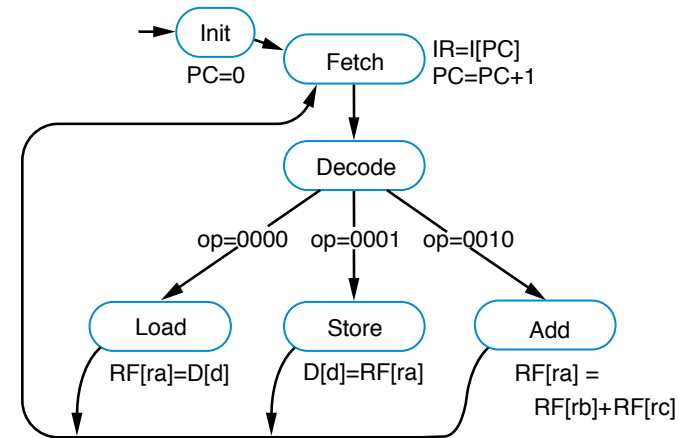 Init
PC=0
Fetch
IR=I[PC]
PC=PC+1
Decode
op=0000
op=0001
op=0010
Load
Store
Add
RF[ra]=D[d]
D[d]=RF[ra]
RF[ra] =
RF[rb]+RF[rc]